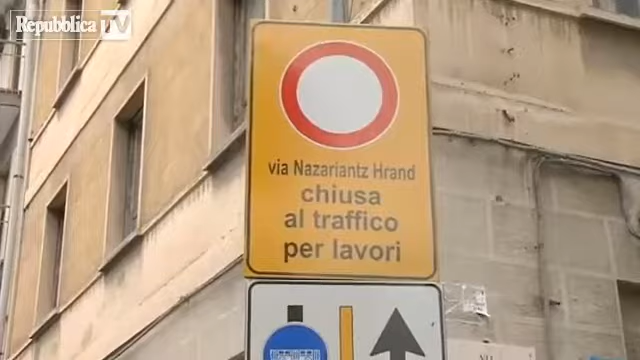 Repubblica TV
via Nazariantz Hrand
chiusa
al traffico
per lavori